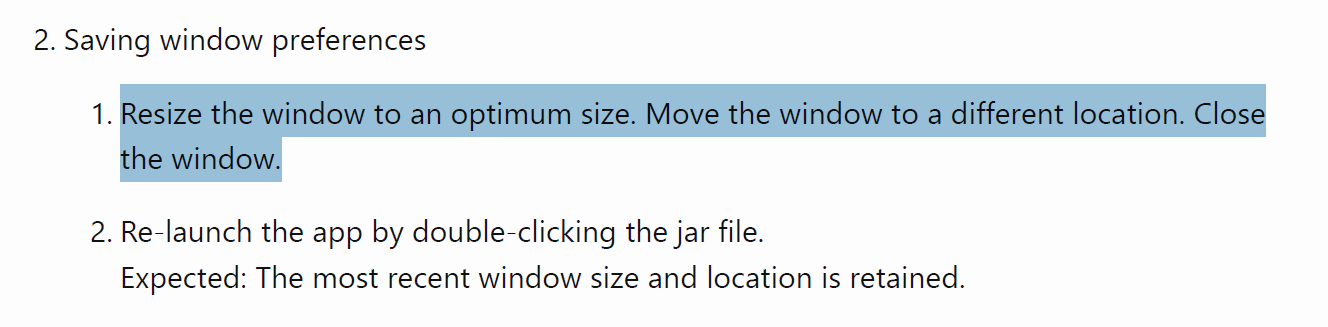 2. Saving window preferences
1. Resize the window to an optimum size. Move the window to a different location. Close
the window.
2. Re-launch the app by double-clicking the jar file.
Expected: The most recent window size and location is retained.